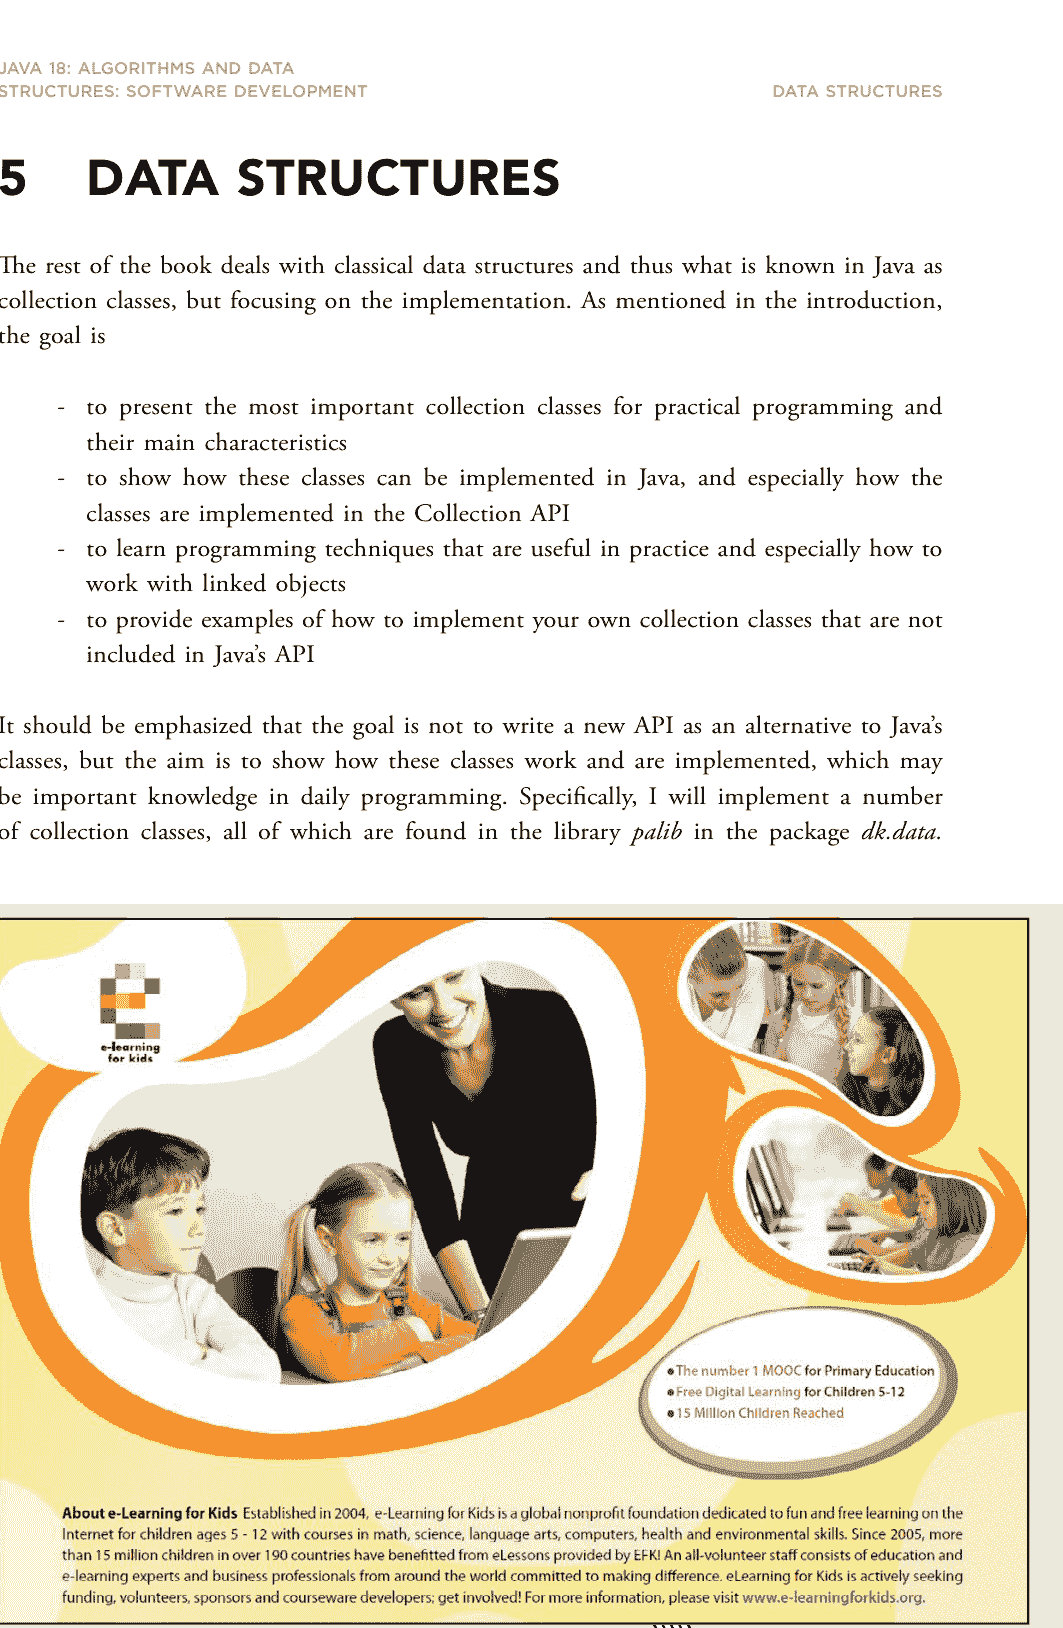 JAVA 18: ALGORITHMS AND DATA
STRUCTURES: SOFTWARE DEVELOPMENT
DATA STRUCTURES
5 DATA STRUCTURES
The rest of the book deals with classical data structures and thus what is known in Java as
collection classes, but focusing on the implementation. As mentioned in the introduction,
the goal is
- to present the most important collection classes for practical programming and
their main characteristics
- to show how these classes can be implemented in Java, and especially how the
classes are implemented in the Collection API
- to learn programming techniques that are useful in practice and especially how to
work with linked objects
- to provide examples of how to implement your own collection classes that are not
included in Java's API
It should be emphasized that the goal is not to write a new API as an alternative to Java's
classes, but the aim is to show how these classes work and are implemented, which may
be important knowledge in daily programming. Specifically, I will implement a number
of collection classes, all of which are found in the library palib in the package dk.data.
e-learning
for kids
● The number 1 MOOC for Primary Education
● Free Digital Learning for Children 5-12
● 15 Million Children Reached
About e-Learning for Kids Established in 2004, e-Learning for Kids is a global nonprofit foundation dedicated to fun and free learning on the
Internet for children ages 5 - 12 with courses in math, science, language arts, computers, health and environmental skills. Since 2005, more
than 15 million children in over 190 countries have benefitted from eLessons provided by EFK! An all-volunteer staff consists of education and
e-learning experts and business professionals from around the world committed to making difference. eLearning for Kids is actively seeking
funding, volunteers, sponsors and courseware developers; get involved! For more information, please visit www.e-learningforkids.org.